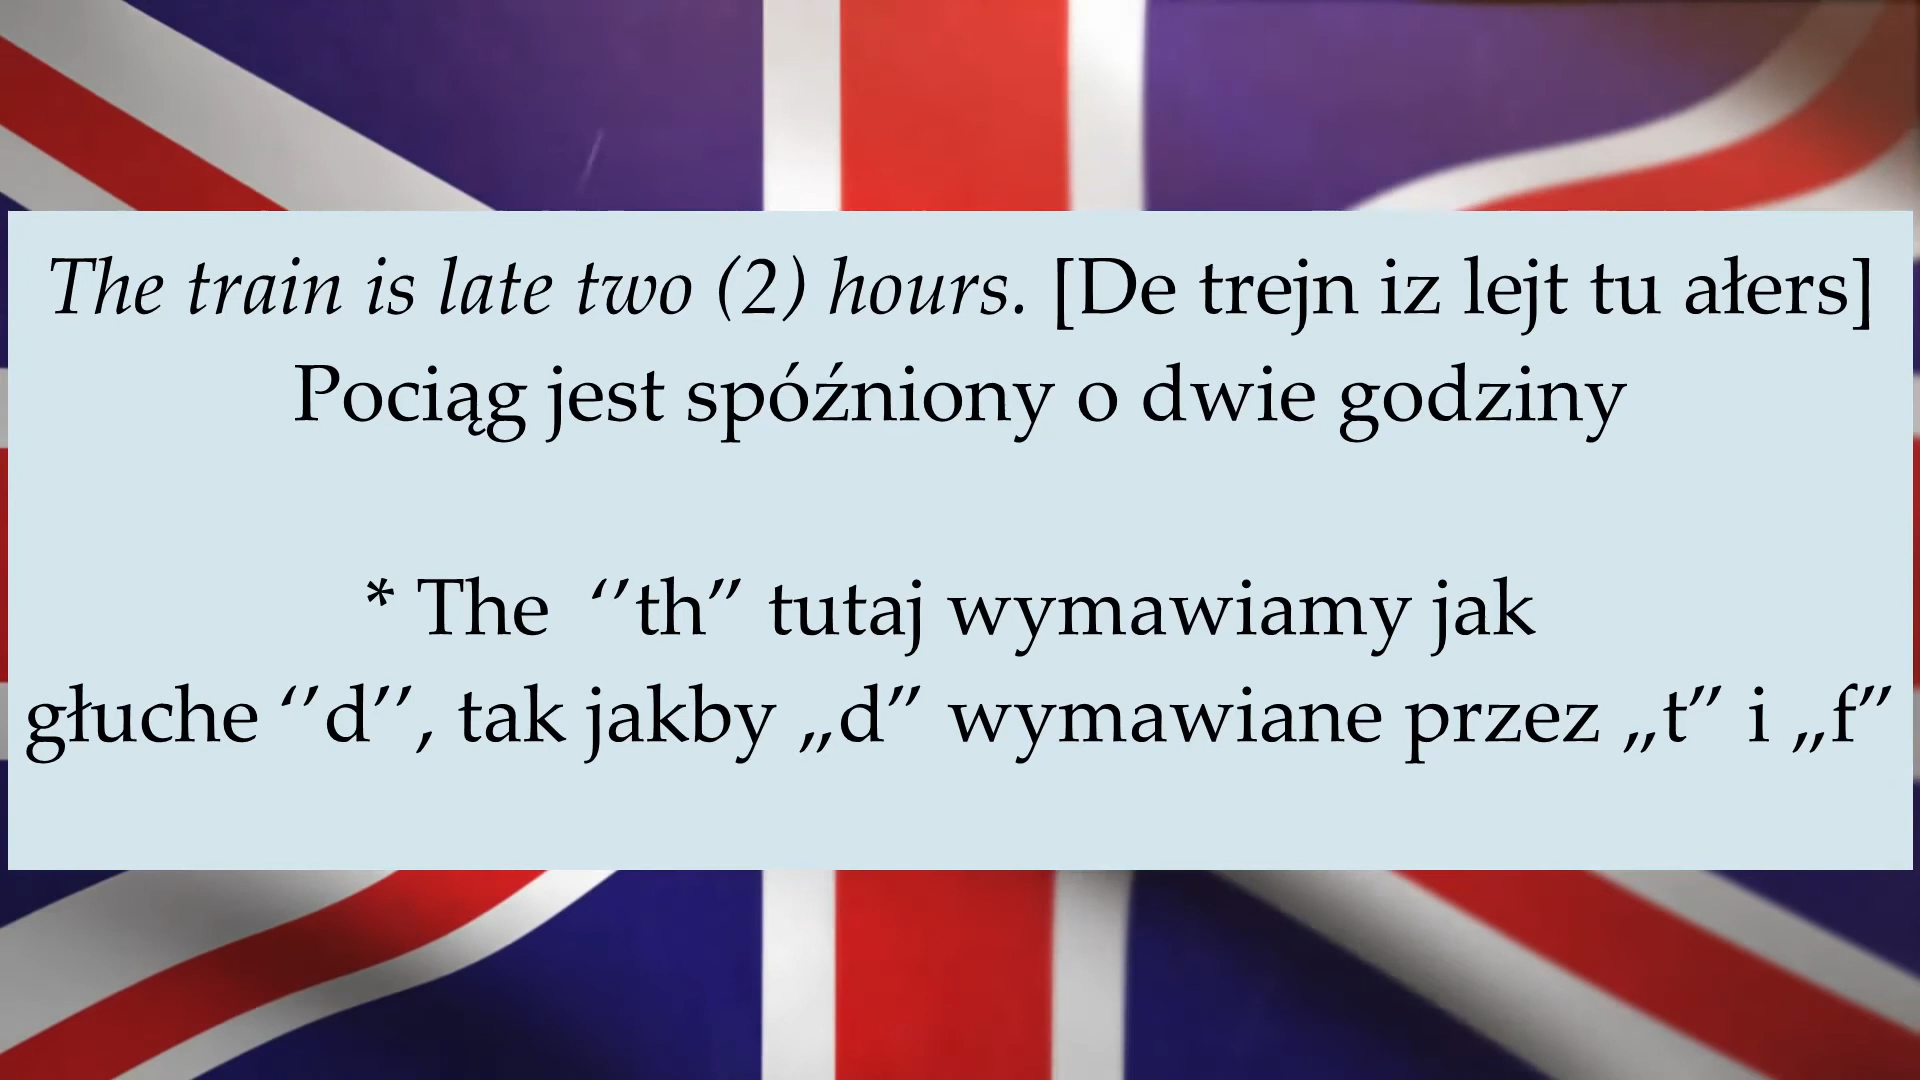 The train is late two (2) hours. [De trejn iz lejt tu ałers]
Pociąg jest spóźniony o dwie godziny
* The ‘’th” tutaj wymawiamy jak
głuche ‘’d’’, tak jakby „d” wymawiane przez „t” i „f”